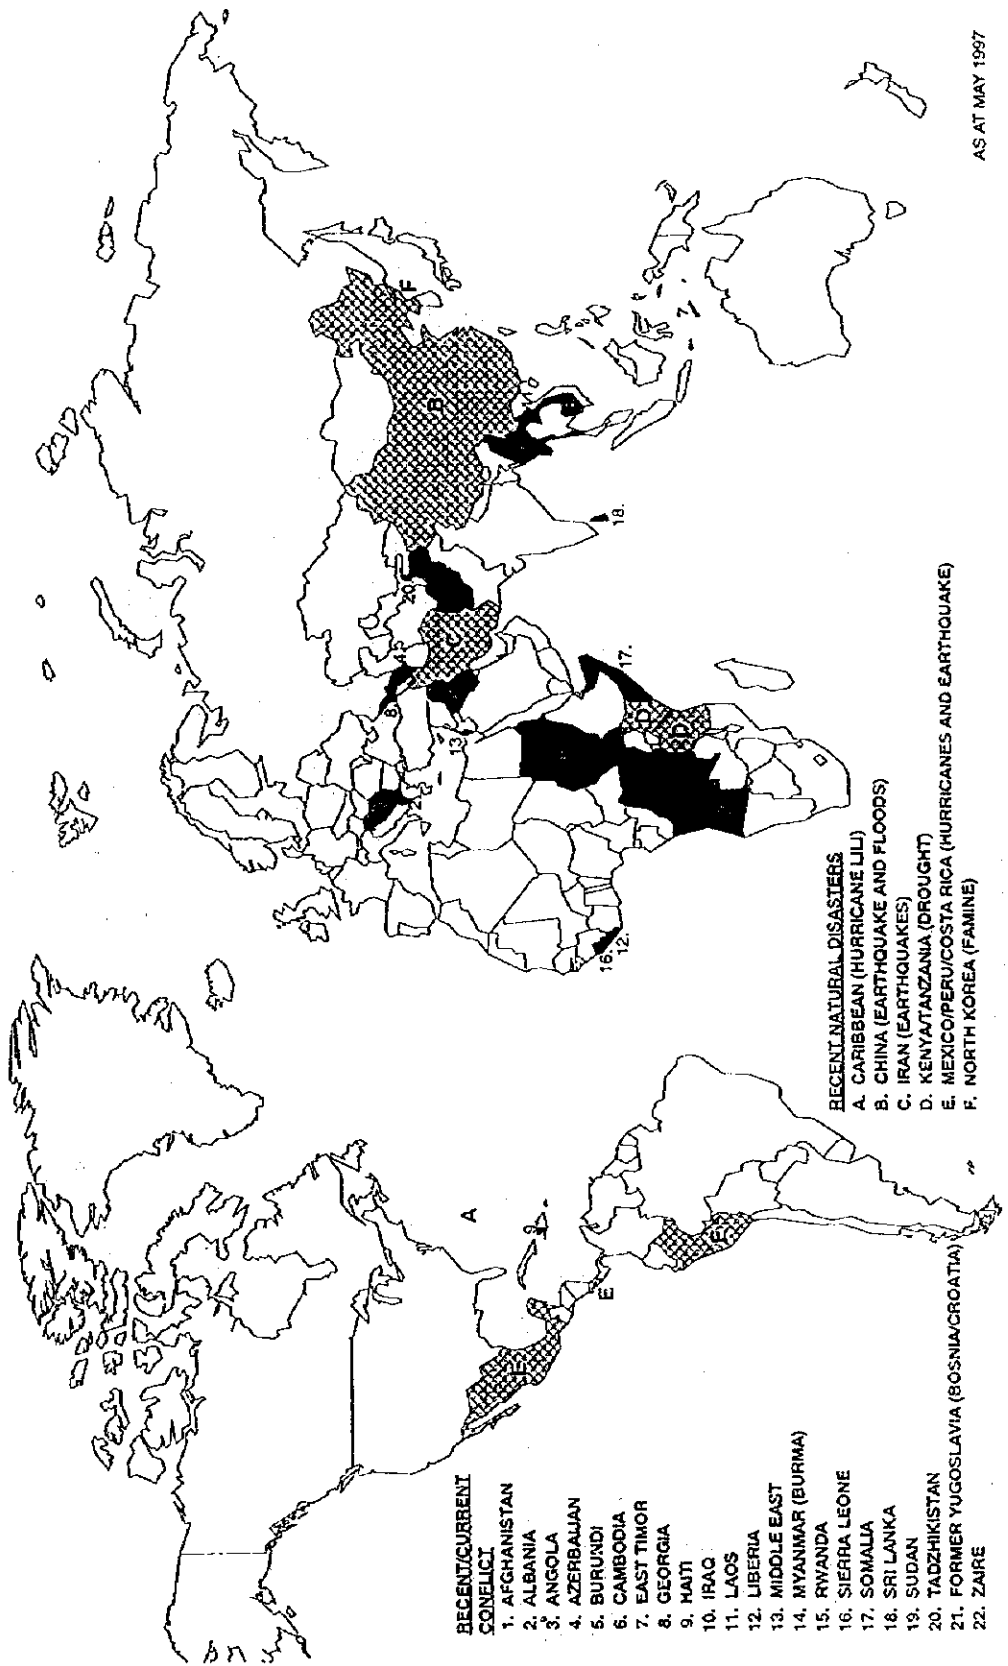 RECENT/CURRENT
CONFLICT
1. AFGHANISTAN
2. ALBANIA
3. ANGOLA
4. AZERBAIJAN
5. BURUNDI
6. CAMBODIA
7. EAST TIMOR
8. GEORGIA
9. HAITI
10. IRAQ
11. LAOS
12. LIBERIA
13. MIDDLE EAST
14. MYANMAR (BURMA)
15. RWANDA
16. SIERRA LEONE
17. SOMALIA
18. SRI LANKA
19. SUDAN
20. TADZHIKISTAN
21. FORMER YUGOSLAVIA (BOSNIA/CROATIA)
22. ZAIRE
RECENT NATURAL DISASTERS
A. CARIBBEAN (HURRICANE LILI)
B. CHINA (EARTHQUAKE AND FLOODS)
C. IRAN (EARTHQUAKES)
D. KENYA/TANZANIA (DROUGHT)
E. MEXICO/PERU/COSTA RICA (HURRICANES AND EARTHQUAKE)
F. NORTH KOREA (FAMINE)
A
E
E
E
9
16.
12.
8.
4.
13.
20.
C
B
F
D
D
17.
18.
7
AS AT MAY 1997